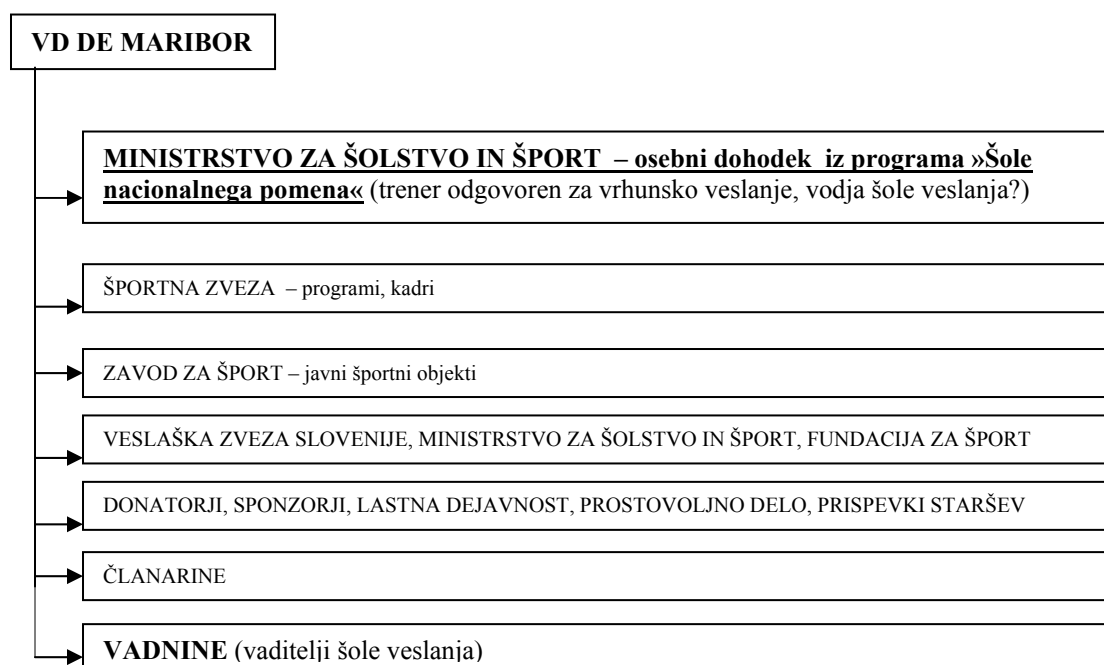 VD DE MARIBOR
MINISTRSTVO ZA ŠOLSTVO IN ŠPORT – osebni dohodek iz programa »Šole
nacionalnega pomena« (trener odgovoren za vrhunsko veslanje, vodja šole veslanja?)
ŠPORTNA ZVEZA – programi, kadri
ZAVOD ZA ŠPORT – javni športni objekti
VESLAŠKA ZVEZA SLOVENIJE, MINISTRSTVO ZA ŠOLSTVO IN ŠPORT, FUNDACIJA ZA ŠPORT
DONATORJI, SPONZORJI, LASTNA DEJAVNOST, PROSTOVOLJNO DELO, PRISPEVKI STARŠEV
ČLANARINE
VADNINE (vaditelji šole veslanja)